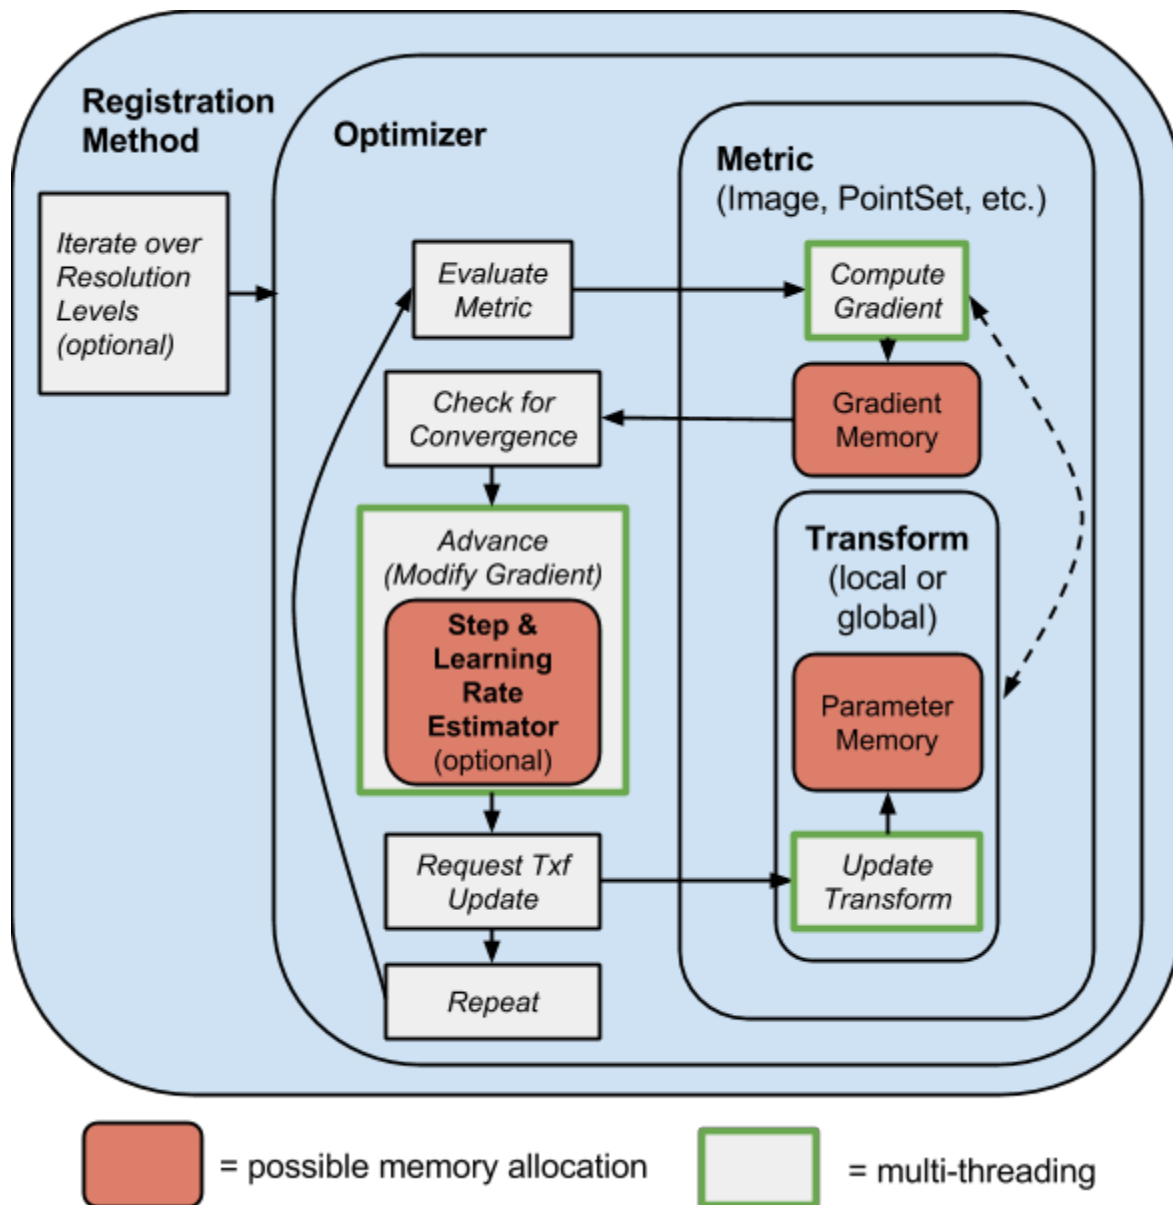 Registration
Method
Iterate over
Resolution
Levels
(optional)
Optimizer
Evaluate
Metric
Check for
Convergence
Advance
(Modify Gradient)
Step &
Learning
Rate
Estimator
(optional)
Request Txf
Update
Repeat
Metric
(Image, PointSet, etc.)
Compute
Gradient
Gradient
Memory
Transform
(local or
global)
Parameter
Memory
Update
Transform
= possible memory allocation
= multi-threading